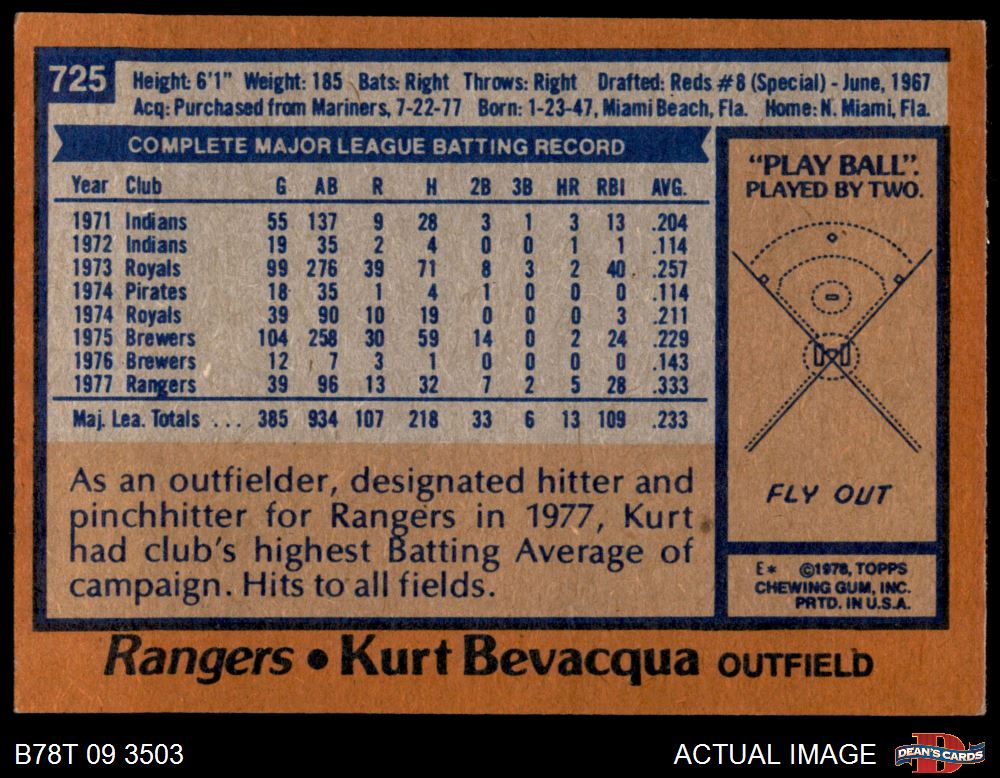 725
Height: 6'1" Weight: 185 Bats: Right Throws: Right Drafted: Reds #8 (Special) - June, 1967
Acq: Purchased from Mariners, 7-22-77 Born: 1-23-47, Miami Beach, Fla. Home: N. Miami, Fla.
COMPLETE MAJOR LEAGUE BATTING RECORD
Year Club G AB R H 2B 3B HR RBI AVG.
1971 Indians 55 137 9 28 3 1 3 13 .204
1972 Indians 19 35 2 4 0 0 1 1 .114
1973 Royals 99 276 39 71 8 3 2 40 .257
1974 Pirates 18 35 1 4 1 0 0 0 .114
1974 Royals 39 90 10 19 0 0 0 3 .211
1975 Brewers 104 258 30 59 14 0 2 24 .229
1976 Brewers 12 7 3 1 0 0 0 0 .143
1977 Rangers 39 96 13 32 7 2 5 28 .333
Maj. Lea. Totals ... 385 934 107 218 33 6 13 109 .233
As an outfielder, designated hitter and
pinchhitter for Rangers in 1977, Kurt
had club's highest Batting Average of
campaign. Hits to all fields.
"PLAY BALL".
PLAYED BY TWO.
FLY OUT
E* ©1978, TOPPS
CHEWING GUM, INC.
PRTD. IN U.S.A.
Rangers • Kurt Bevacqua OUTFIELD
B78T 09 3503
ACTUAL IMAGE
D
DEAN'S CARDS